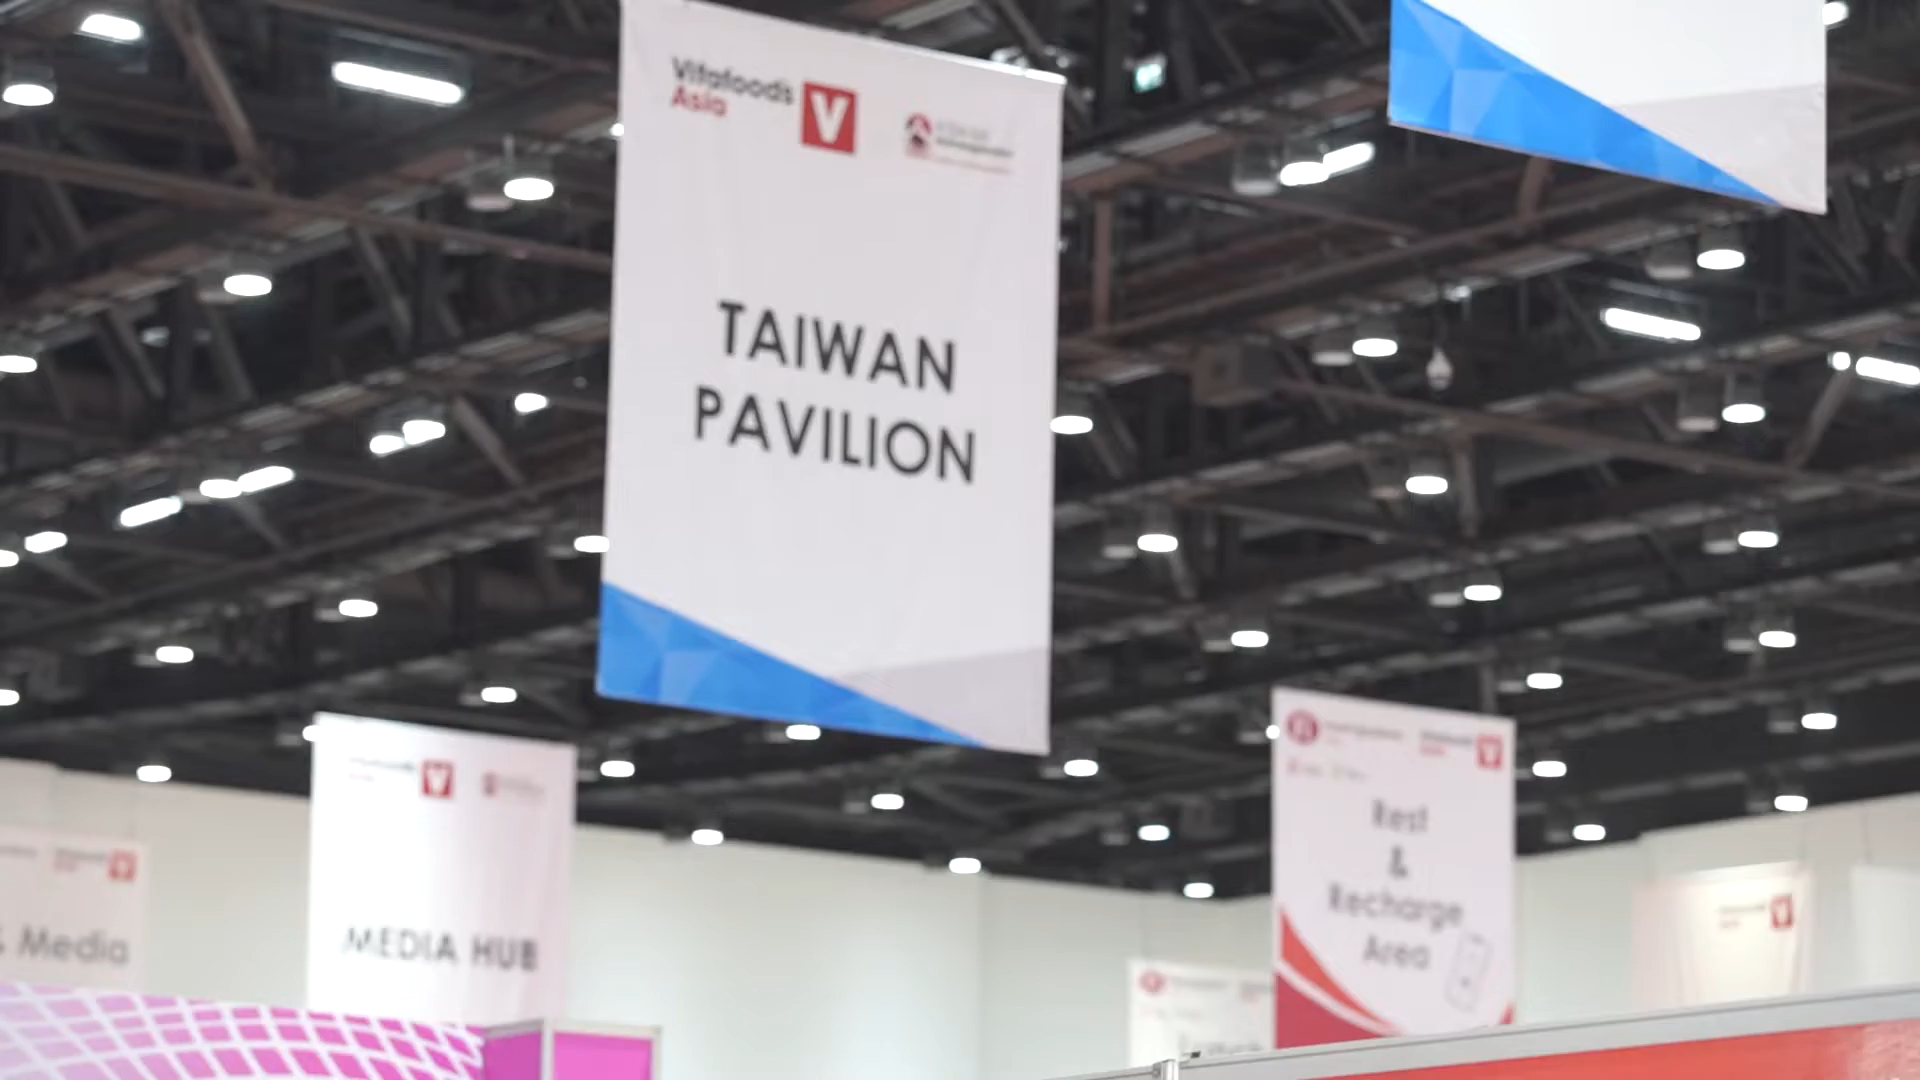 Vitafoods
Asia
V
TAIWAN
PAVILION
V
MEDIA HUB
V
& Media
V
Rest
&
Recharge
Area
V